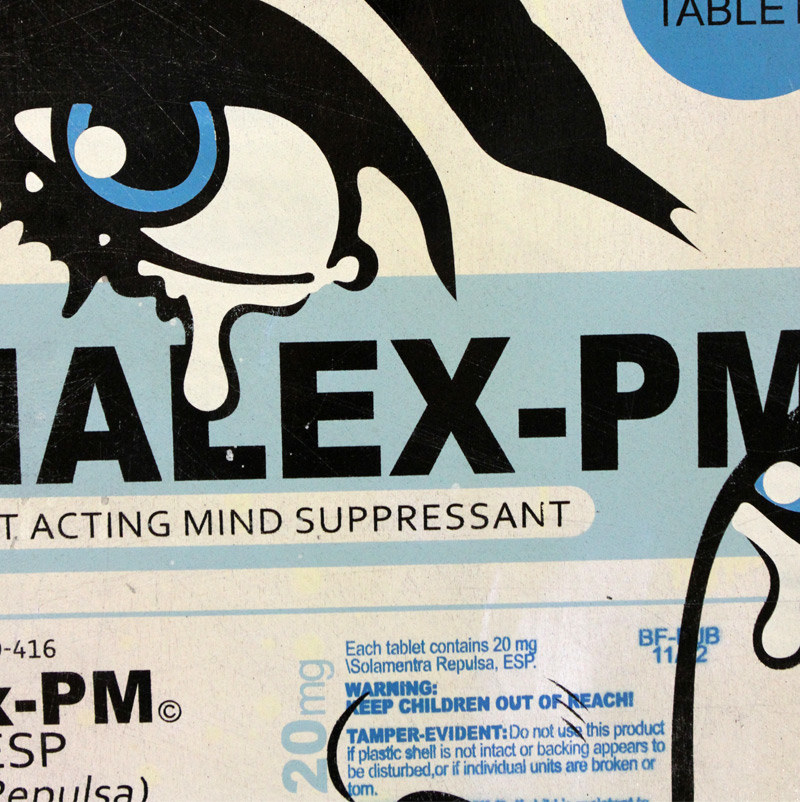 TABLE
ALEX-PM
T ACTING MIND SUPPRESSANT
-416
x-PM©
ESP
Repulsa)
20mg
Each tablet contains 20 mg
\Solamentra Repulsa, ESP.
WARNING:
KEEP CHILDREN OUT OF REACH!
TAMPER-EVIDENT: Do not use this product
if plastic shell is not intact or backing appears to
be disturbed,or if individual units are broken or
torn.